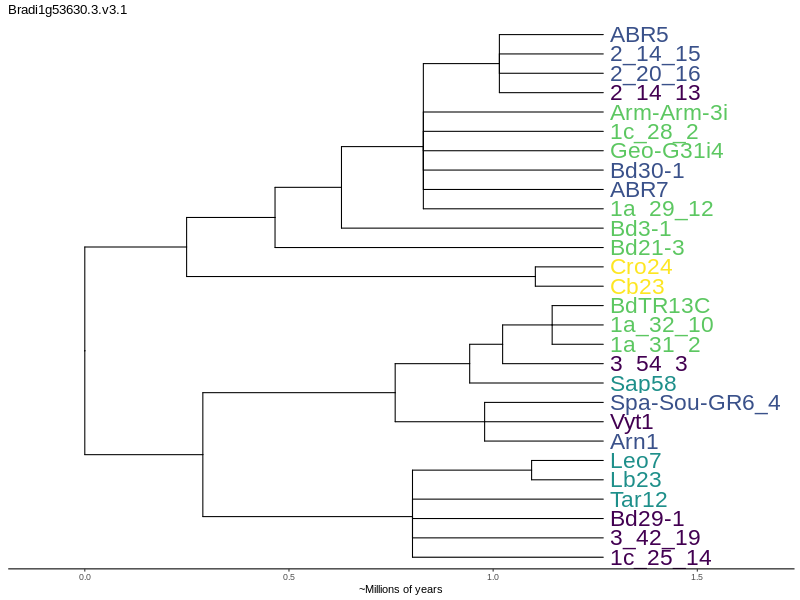 Bradi1g53630.3.v3.1
ABR5
2_14_15
2_20_16
2_14_13
Arm-Arm-3i
1c_28_2
Geo-G31i4
Bd30-1
ABR7
1a_29_12
Bd3-1
Bd21-3
Cro24
Cb23
BdTR13C
1a_32_10
1a_31_2
3_54_3
Sap58
Spa-Sou-GR6_4
Vyt1
Arn1
Leo7
Lb23
Tar12
Bd29-1
3_42_19
1c_25_14
0.0 0.5 1.0 1.5
~Millions of years